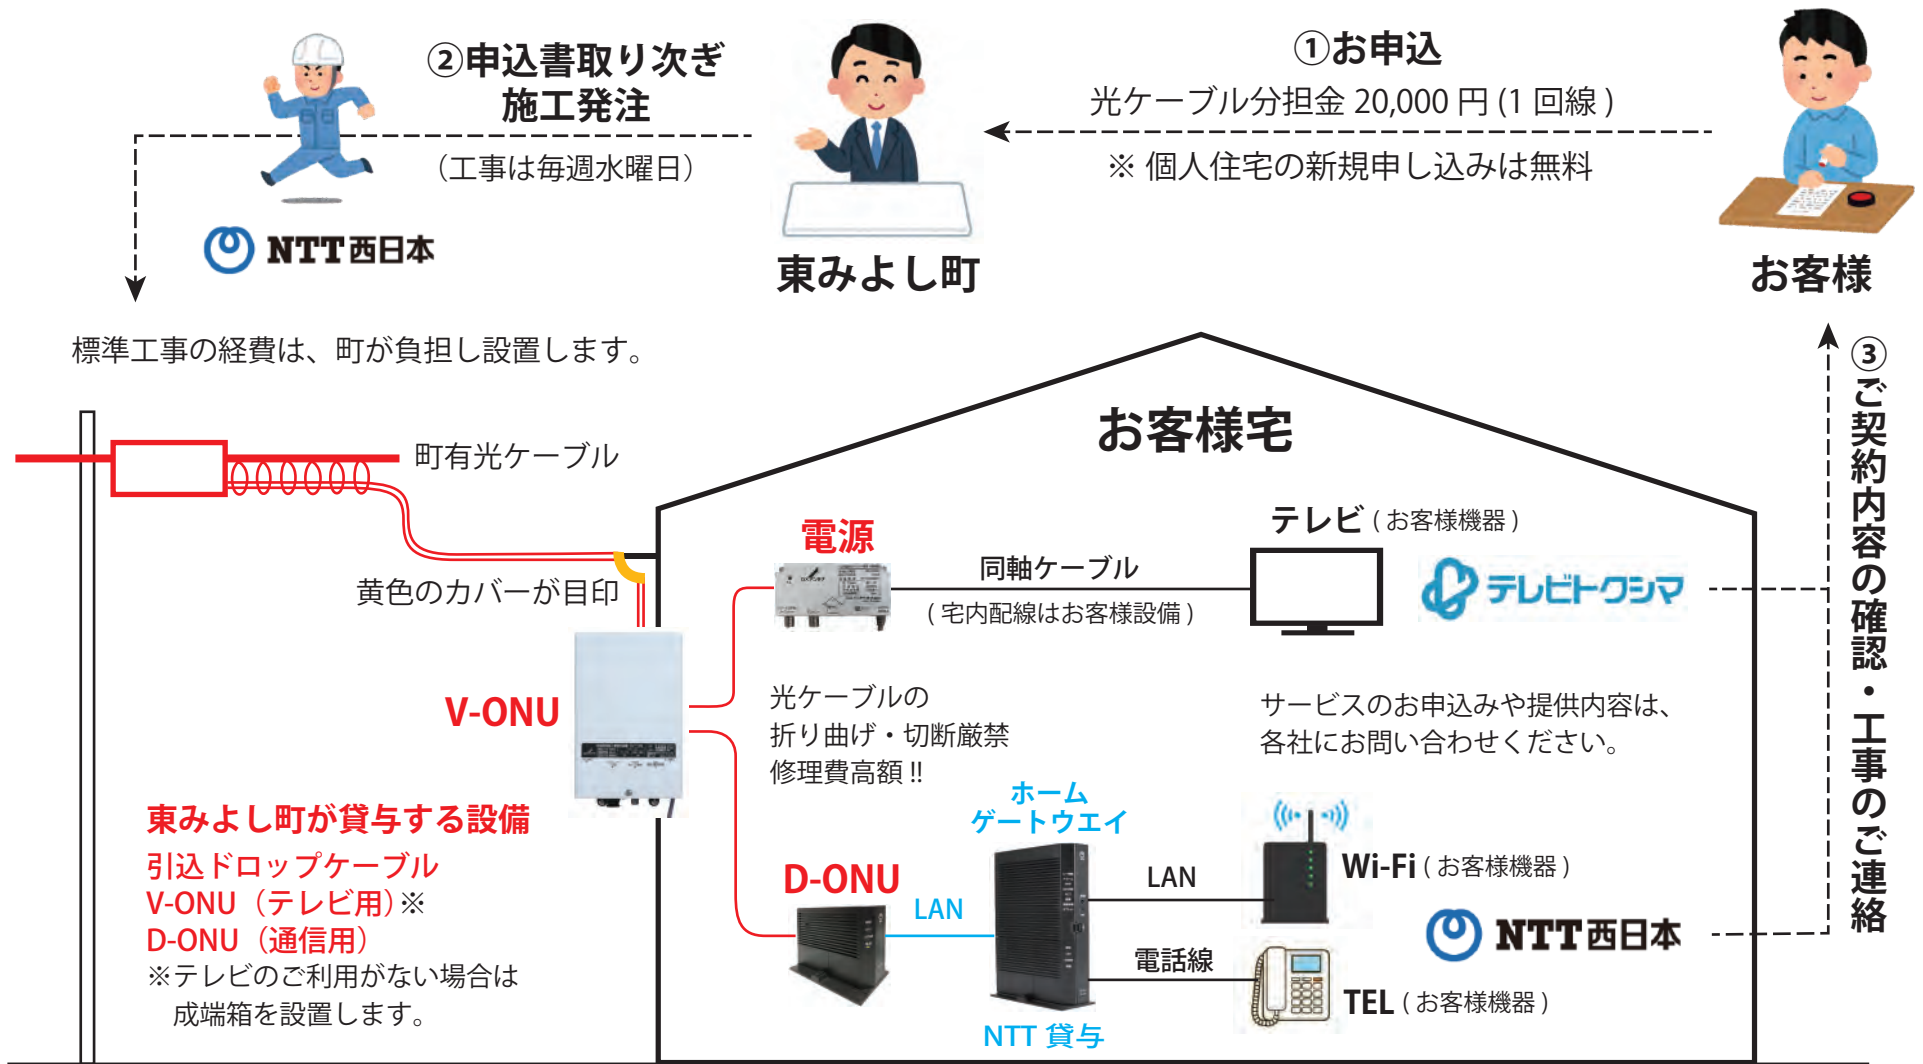 ②申込書取り次ぎ
施工発注
（工事は毎週水曜日）
NTT西日本
東みよし町
①お申込
光ケーブル分担金 20,000 円 (1 回線 )
※ 個人住宅の新規申し込みは無料
お客様
標準工事の経費は、町が負担し設置します。
町有光ケーブル
黄色のカバーが目印
お客様宅
電源
同軸ケーブル
( 宅内配線はお客様設備 )
テレビ ( お客様機器 )
テレビトクシマ
③ご契約内容の確認・工事のご連絡
V-ONU
光ケーブルの
折り曲げ・切断厳禁
修理費高額 !!
サービスのお申込みや提供内容は、
各社にお問い合わせください。
東みよし町が貸与する設備
引込ドロップケーブル
V-ONU（テレビ用）※
D-ONU（通信用）
※テレビのご利用がない場合は
成端箱を設置します。
D-ONU
LAN
ホーム
ゲートウエイ
NTT 貸与
LAN
Wi-Fi ( お客様機器 )
電話線
TEL ( お客様機器 )
NTT西日本